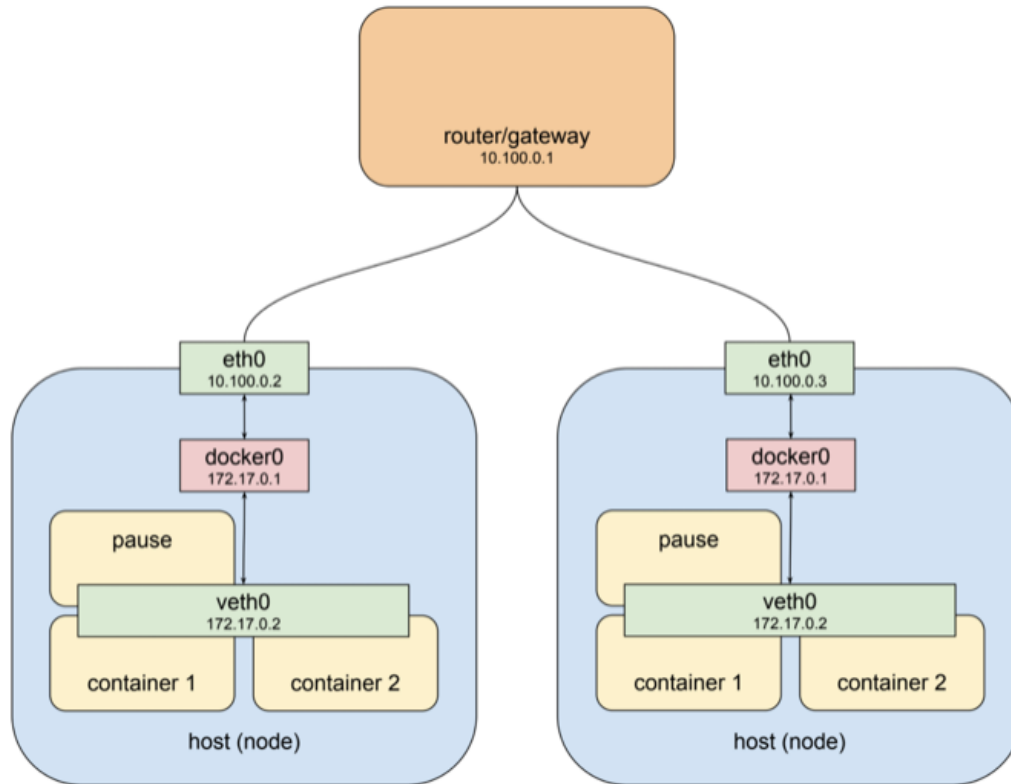 router/gateway
10.100.0.1
eth0
10.100.0.2
docker0
172.17.0.1
pause
veth0
172.17.0.2
container 1
container 2
host (node)
eth0
10.100.0.3
docker0
172.17.0.1
pause
veth0
172.17.0.2
container 1
container 2
host (node)